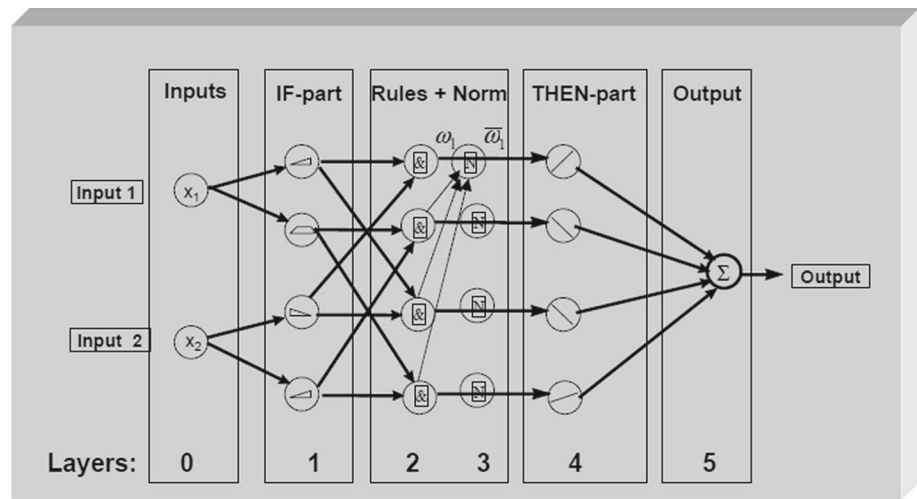 Inputs IF-part Rules + Norm THEN-part Output
ω1 ω̅1
& N
Input 1 x1
& N
Σ Output
& N
Input 2 x2
& N
Layers: 0 1 2 3 4 5